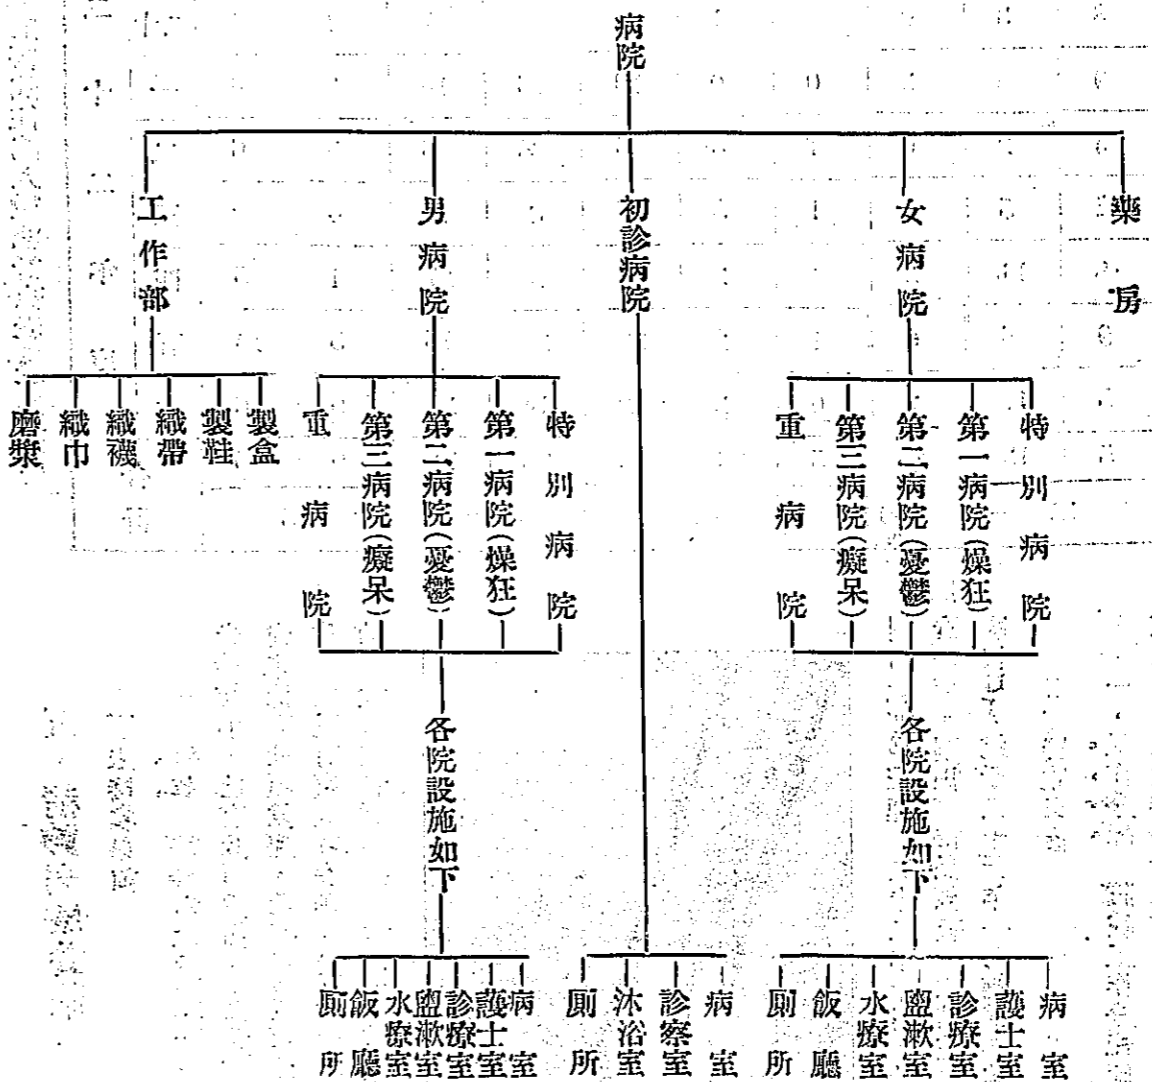 病院
藥房
女病院
初診病院
男病院
工作部
特別病院
第一病院(燥狂)
第二病院(憂鬱)
第三病院(癡呆)
重病院
特別病院
第一病院(燥狂)
第二病院(憂鬱)
第三病院(癡呆)
重病院
製盒
製鞋
織帶
織襪
織巾
磨漿
各院設施如下
各院設施如下
病室
護士室
診療室
盥漱室
水療室
飯廳
厠所
病室
診察室
沐浴室
厠所
病室
護士室
診療室
盥漱室
水療室
飯廳
厠所